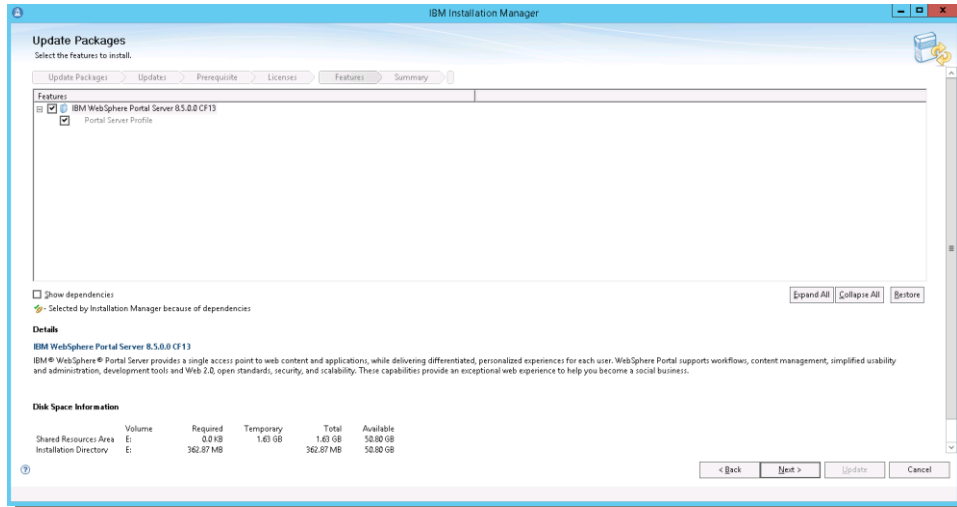 IBM Installation Manager
Update Packages
Select the features to install.
Update Packages Updates Prerequisite Licenses Features Summary
Features
IBM WebSphere Portal Server 8.5.0.0 CF13
Portal Server Profile
Show dependencies
Expand All Collapse All Restore
- Selected by Installation Manager because of dependencies
Details
IBM WebSphere Portal Server 8.5.0.0 CF13
IBM® WebSphere® Portal Server provides a single access point to web content and applications, while delivering differentiated, personalized experiences for each user. WebSphere Portal supports workflows, content management, simplified usability
and administration, development tools and Web 2.0, open standards, security, and scalability. These capabilities provide an exceptional web experience to help you become a social business.
Disk Space Information
Volume Required Temporary Total Available
Shared Resources Area E: 0.0 KB 1.63 GB 1.63 GB 50.80 GB
Installation Directory E: 362.87 MB 362.87 MB 50.80 GB
? < Back Next > Update Cancel